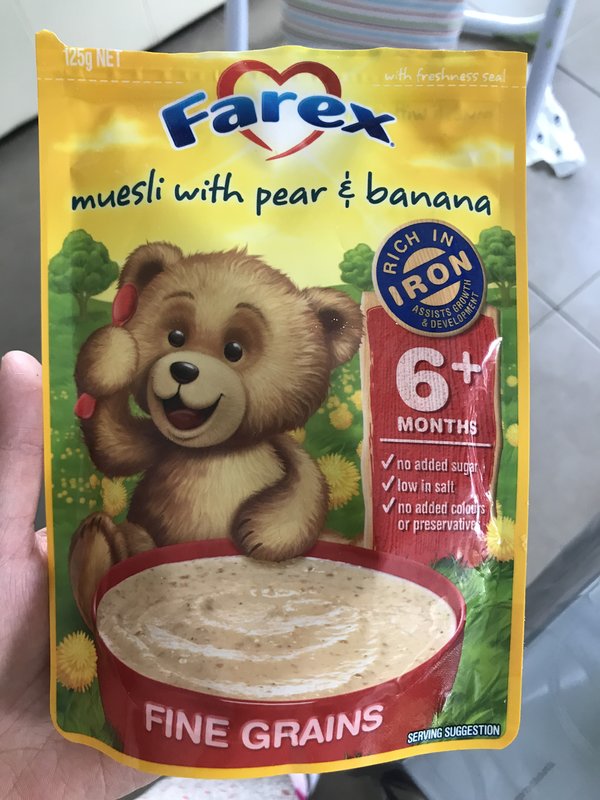 125g NET
with freshness seal
Farex
muesli with pear & banana
RICH IN
IRON
ASSISTS GROWTH
& DEVELOPMENT
6+
MONTHS
✓ no added sugar
✓ low in salt
✓ no added colours
or preservatives
FINE GRAINS
SERVING SUGGESTION